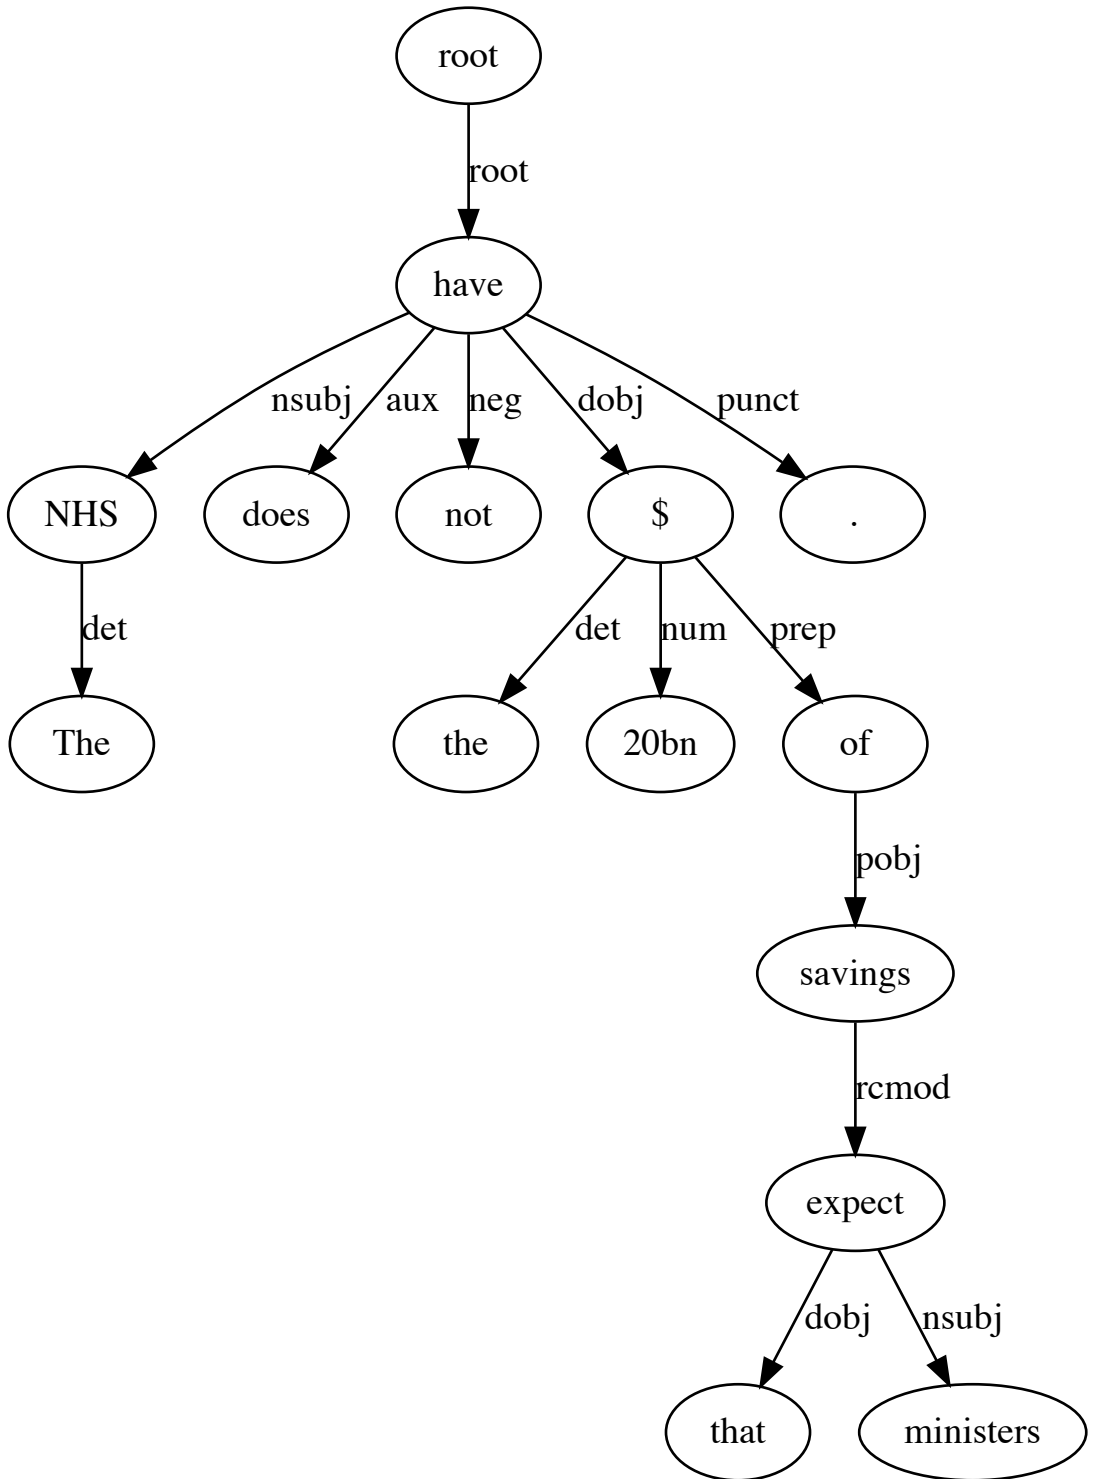 root
root
have
nsubj aux neg dobj punct
NHS does not $ .
det det num prep
The the 20bn of
pobj
savings
rcmod
expect
dobj nsubj
that ministers